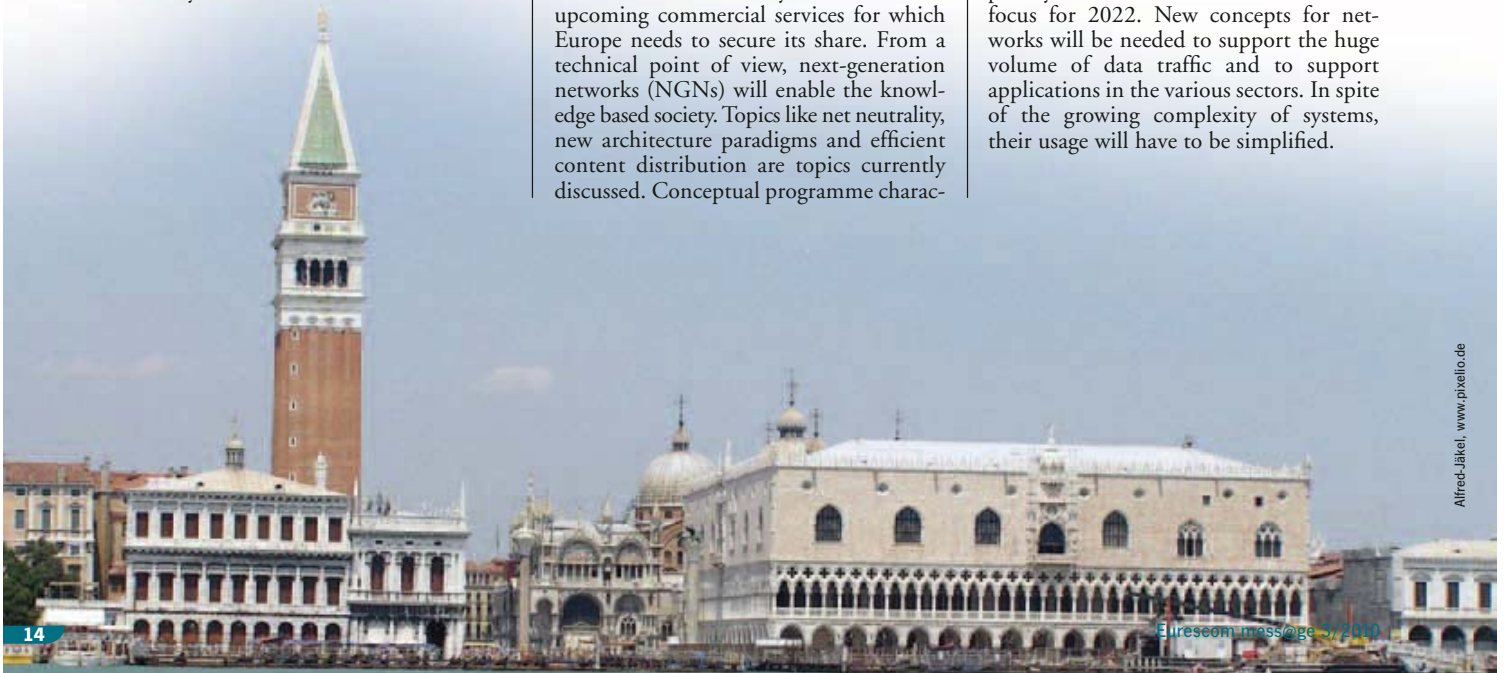 upcoming commercial services for which
Europe needs to secure its share. From a
technical point of view, next-generation
networks (NGNs) will enable the knowl-
edge based society. Topics like net neutrality,
new architecture paradigms and efficient
content distribution are topics currently
discussed. Conceptual programme charac-
focus for 2022. New concepts for net-
works will be needed to support the huge
volume of data traffic and to support
applications in the various sectors. In spite
of the growing complexity of systems,
their usage will have to be simplified.
Alfred-Jäkel, www.pixelio.de
14
Eurescom mess@ge 3/2010